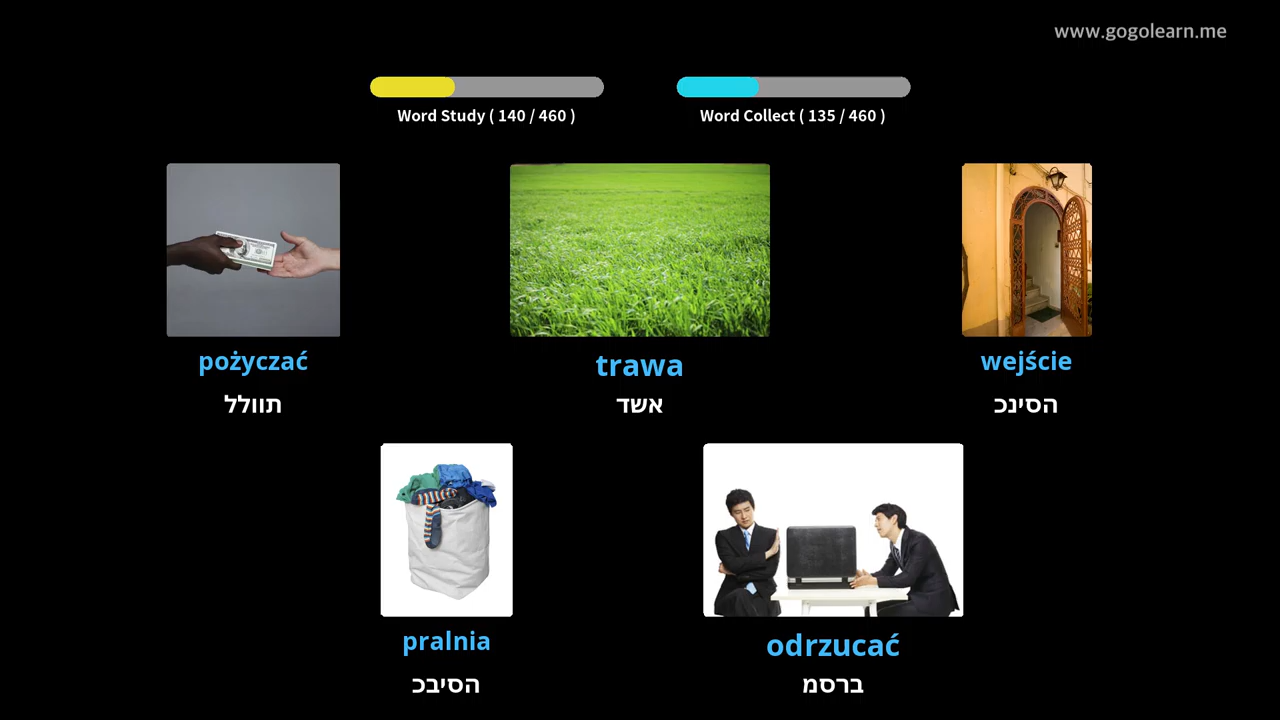 www.gogolearn.me
Word Study ( 140 / 460 )
Word Collect ( 135 / 460 )
pożyczać
trawa
wejście
תוולל
אשד
הסינכ
pralnia
odrzucać
הסיבכ
ברסמ